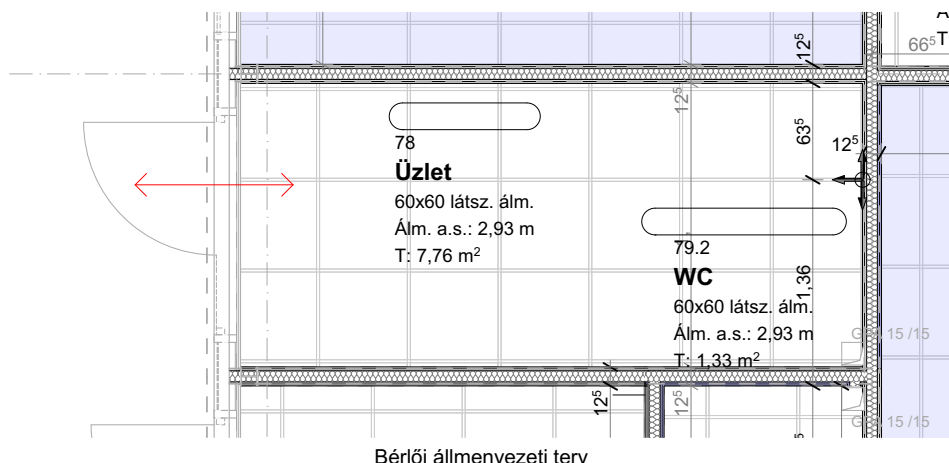 12⁵
A
T
66⁵
12⁵
63⁵
12⁵
78
Üzlet
60x60 látsz. álm.
Álm. a.s.: 2,93 m
T: 7,76 m²
79.2
WC
60x60 látsz. álm.
Álm. a.s.: 2,93 m
T: 1,33 m²
1,36
15 /15
12⁵
12⁵
15 /15
Bérlői állmenyezeti terv